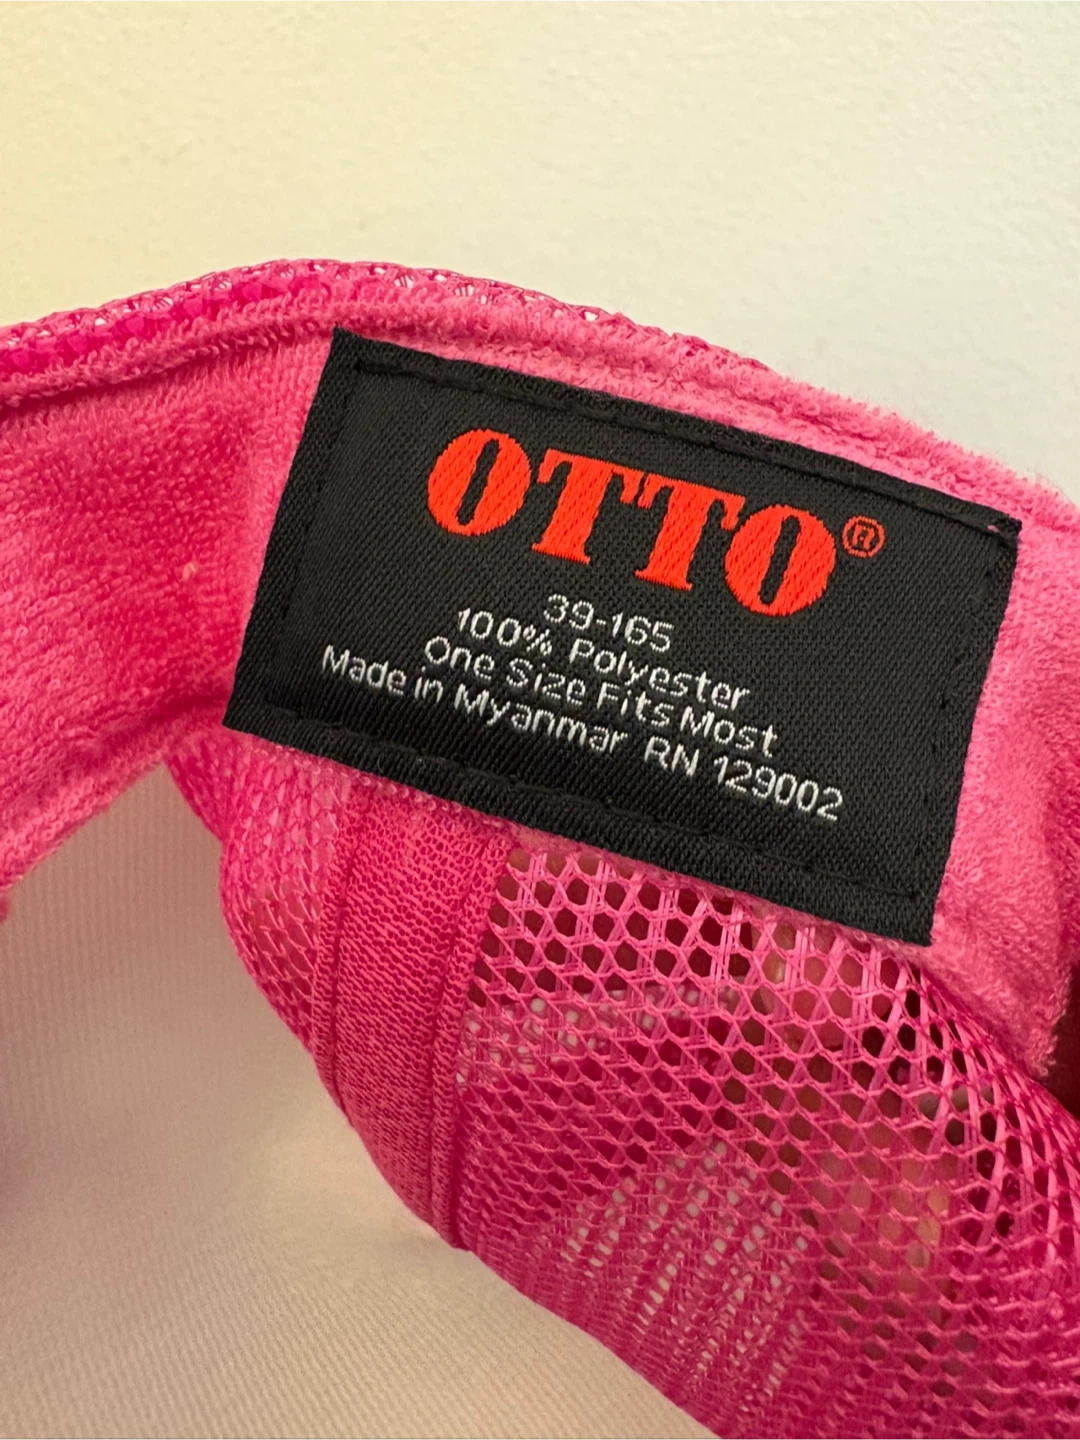 OTTO®
39-165
100% Polyester
One Size Fits Most
Made in Myanmar RN 129002